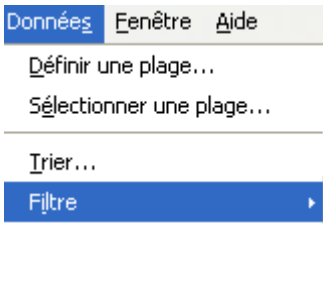 Données Fenêtre Aide
Définir une plage...
Sélectionner une plage...
Trier...
Filtre